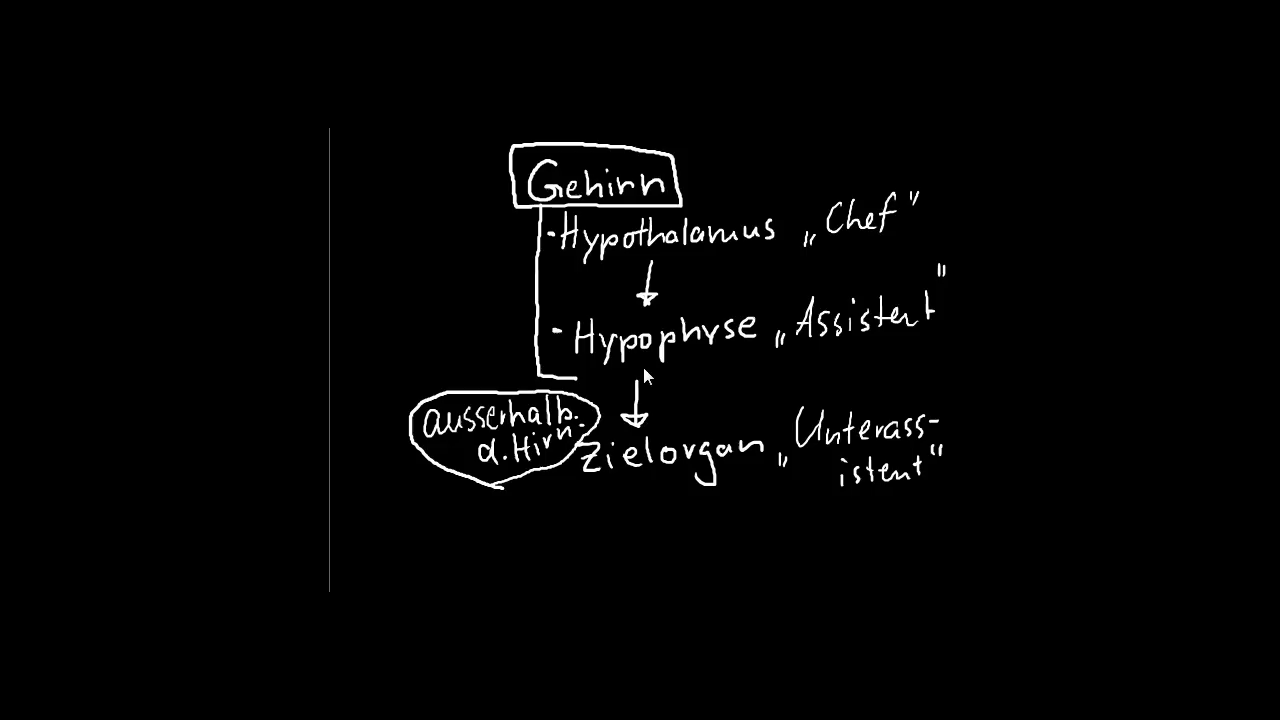 Gehirn
· Hypothalamus „Chef"
· Hypophyse „Assistent"
ausserhalb.
d. Hirn.
Zielorgan „Unterass-
istent"